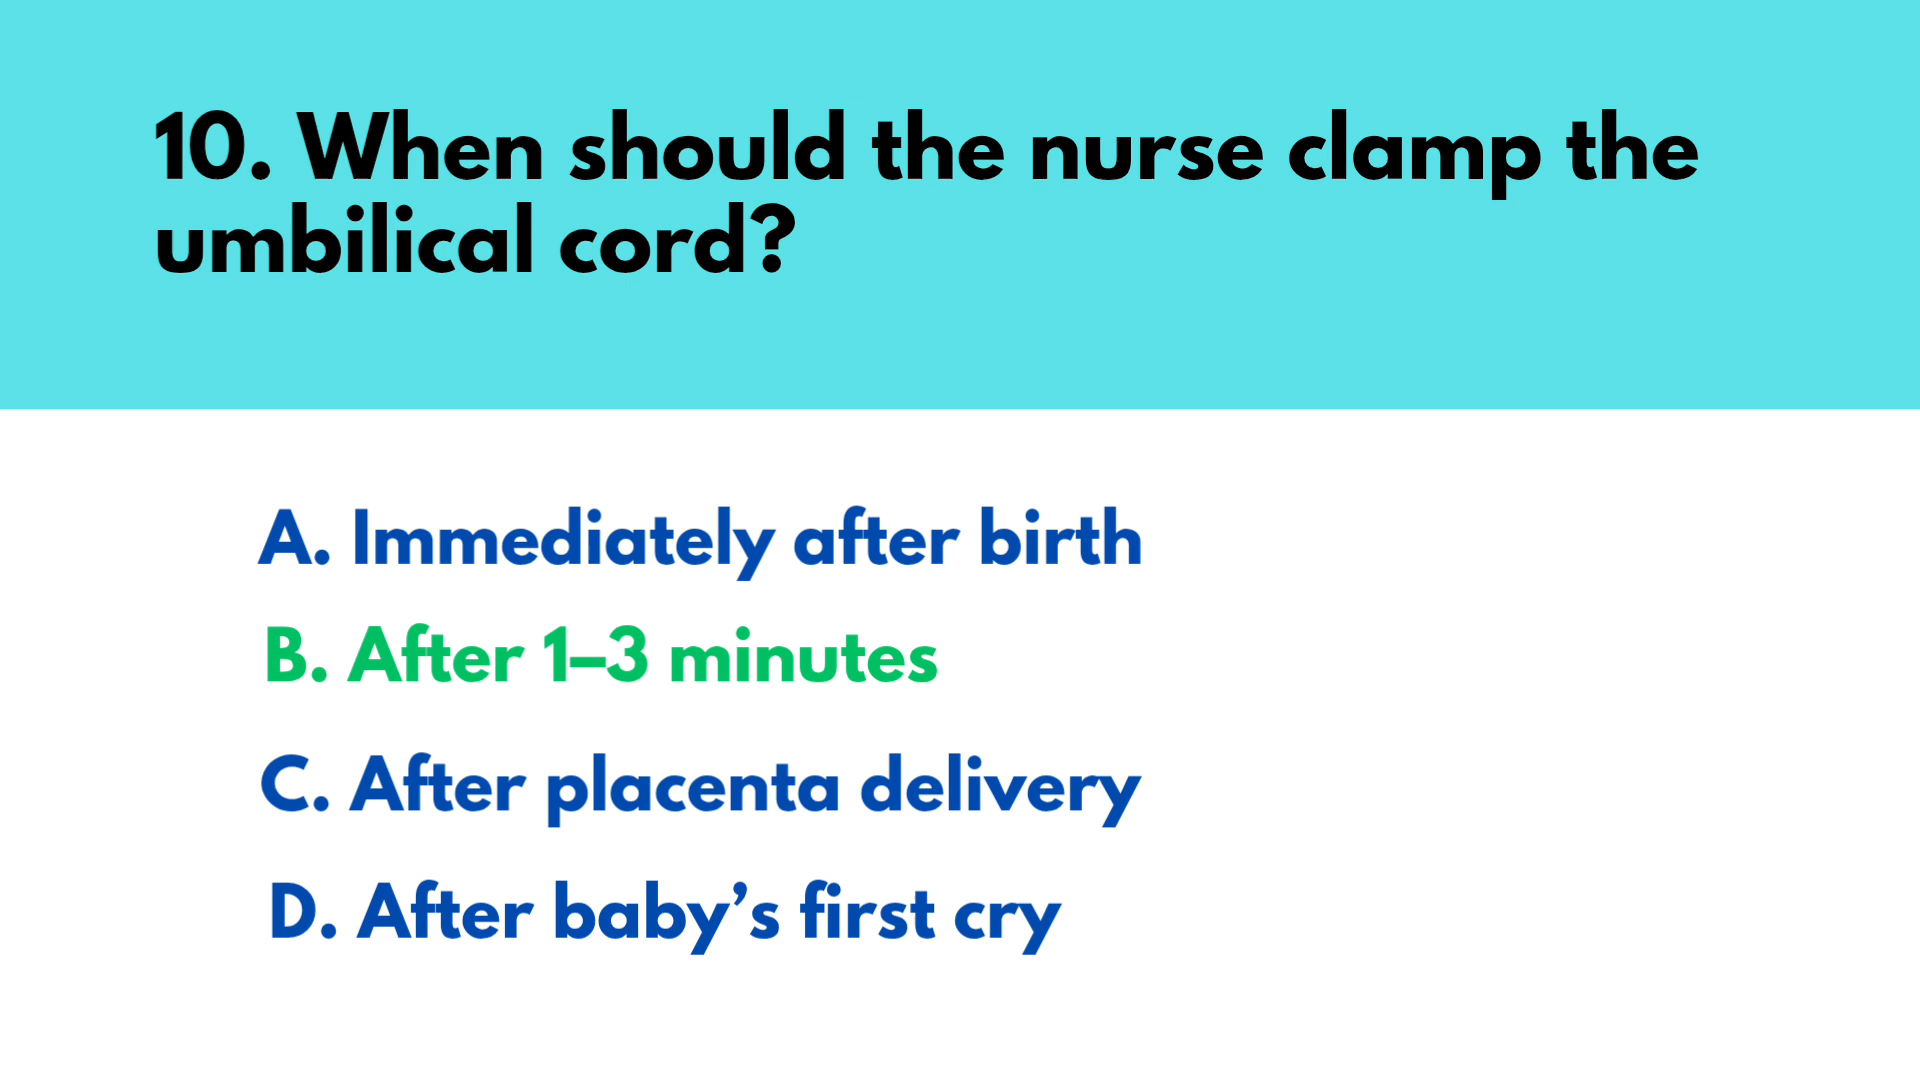 10. When should the nurse clamp the
umbilical cord?
A. Immediately after birth
B. After 1–3 minutes
C. After placenta delivery
D. After baby’s first cry